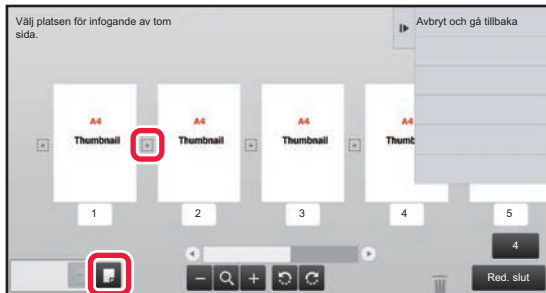 Välj platsen för infogande av tom
sida.
Avbryt och gå tillbaka
A4
Thumbnail
A4
Thumbnail
A4
Thumbnail
A4
Thumb
1
2
3
4
5
4
Red. slut